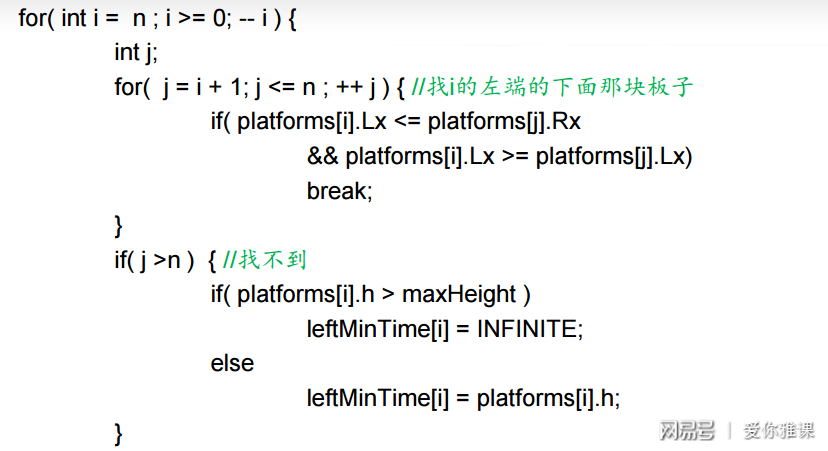 for( int i =  n ; i >= 0; -- i ) {
int j;
for(  j = i + 1; j <= n ; ++ j ) { //找i的左端的下面那块板子
if( platforms[i].Lx <= platforms[j].Rx
&& platforms[i].Lx >= platforms[j].Lx)
break;
}
if( j >n )  { //找不到
if( platforms[i].h > maxHeight )
leftMinTime[i] = INFINITE;
else
leftMinTime[i] = platforms[i].h;
}
网易号 | 爱你雅课